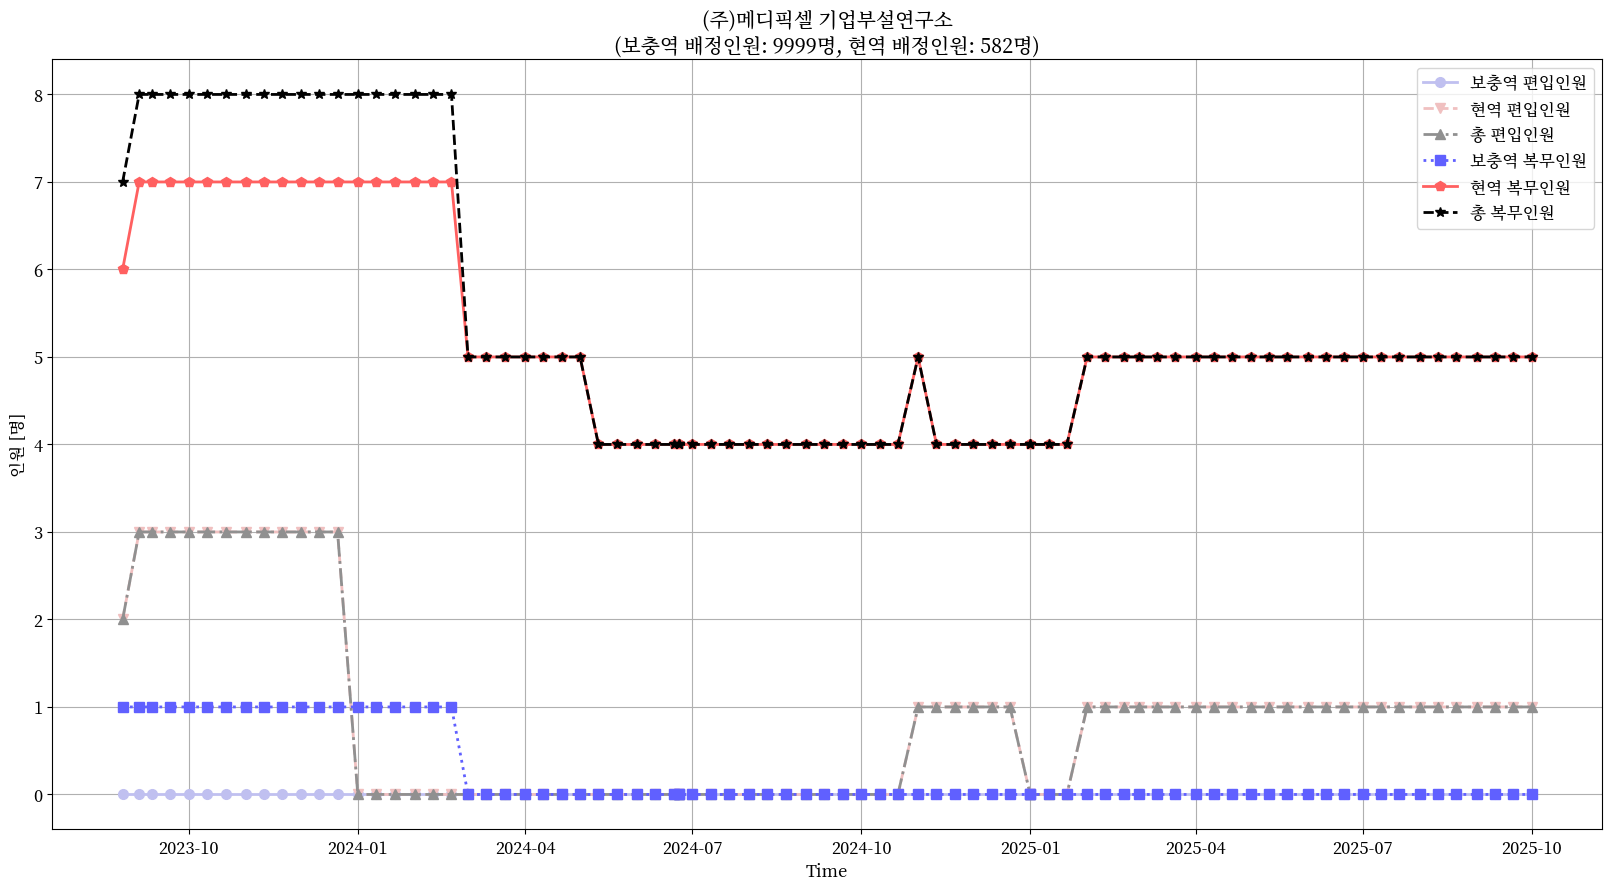 (주)메디픽셀 기업부설연구소
(보충역 배정인원: 9999명, 현역 배정인원: 582명)
보충역 편입인원
현역 편입인원
총 편입인원
보충역 복무인원
현역 복무인원
총 복무인원
인원 [명]
8
7
6
5
4
3
2
1
0
2023-10
2024-01
2024-04
2024-07
2024-10
2025-01
2025-04
2025-07
2025-10
Time